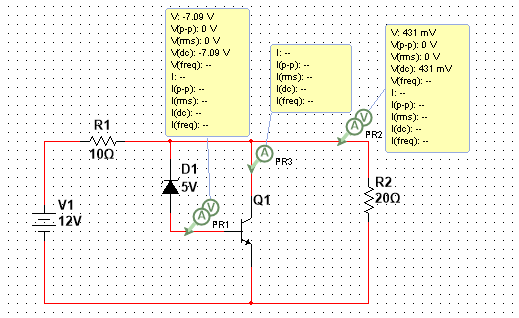 V: -7.09 V
V(p-p): 0 V
V(rms): 0 V
V(dc): -7.09 V
V(freq): --
I: --
I(p-p): --
I(rms): --
I(dc): --
I(freq): --
I: --
I(p-p): --
I(rms): --
I(dc): --
I(freq): --
V: 431 mV
V(p-p): 0 V
V(rms): 0 V
V(dc): 431 mV
V(freq): --
I: --
I(p-p): --
I(rms): --
I(dc): --
I(freq): --
R1
10Ω
A V
PR2
A
PR3
D1
5V
A V
PR1
Q1
R2
20Ω
V1
12V